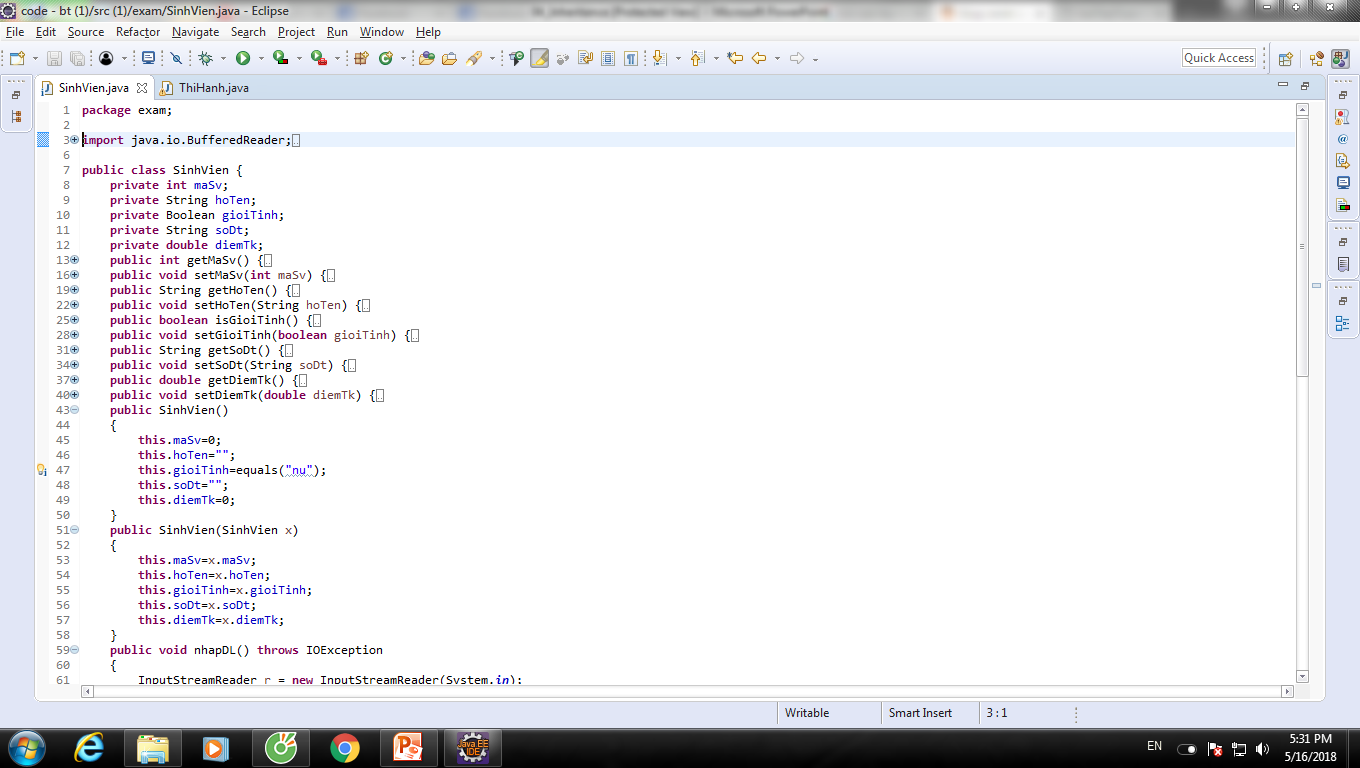 code - bt (1)/src (1)/exam/SinhVien.java - Eclipse
File Edit Source Refactor Navigate Search Project Run Window Help
Quick Access
SinhVien.java ThiHanh.java
1 package exam;
2
3 import java.io.BufferedReader;
6
7 public class SinhVien {
8 private int maSv;
9 private String hoTen;
10 private Boolean gioiTinh;
11 private String soDt;
12 private double diemTk;
13 public int getMaSv() {
16 public void setMaSv(int maSv) {
19 public String getHoTen() {
22 public void setHoTen(String hoTen) {
25 public boolean isGioiTinh() {
28 public void setGioiTinh(boolean gioiTinh) {
31 public String getSoDt() {
34 public void setSoDt(String soDt) {
37 public double getDiemTk() {
40 public void setDiemTk(double diemTk) {
43 public SinhVien()
44 {
45 this.maSv=0;
46 this.hoTen="";
47 this.gioiTinh=equals("nu");
48 this.soDt="";
49 this.diemTk=0;
50 }
51 public SinhVien(SinhVien x)
52 {
53 this.maSv=x.maSv;
54 this.hoTen=x.hoTen;
55 this.gioiTinh=x.gioiTinh;
56 this.soDt=x.soDt;
57 this.diemTk=x.diemTk;
58 }
59 public void nhapDL() throws IOException
60 {
61 InputStreamReader r = new InputStreamReader(System.in);
Writable Smart Insert 3 : 1
Java EE
IDE
EN
5:31 PM
5/16/2018